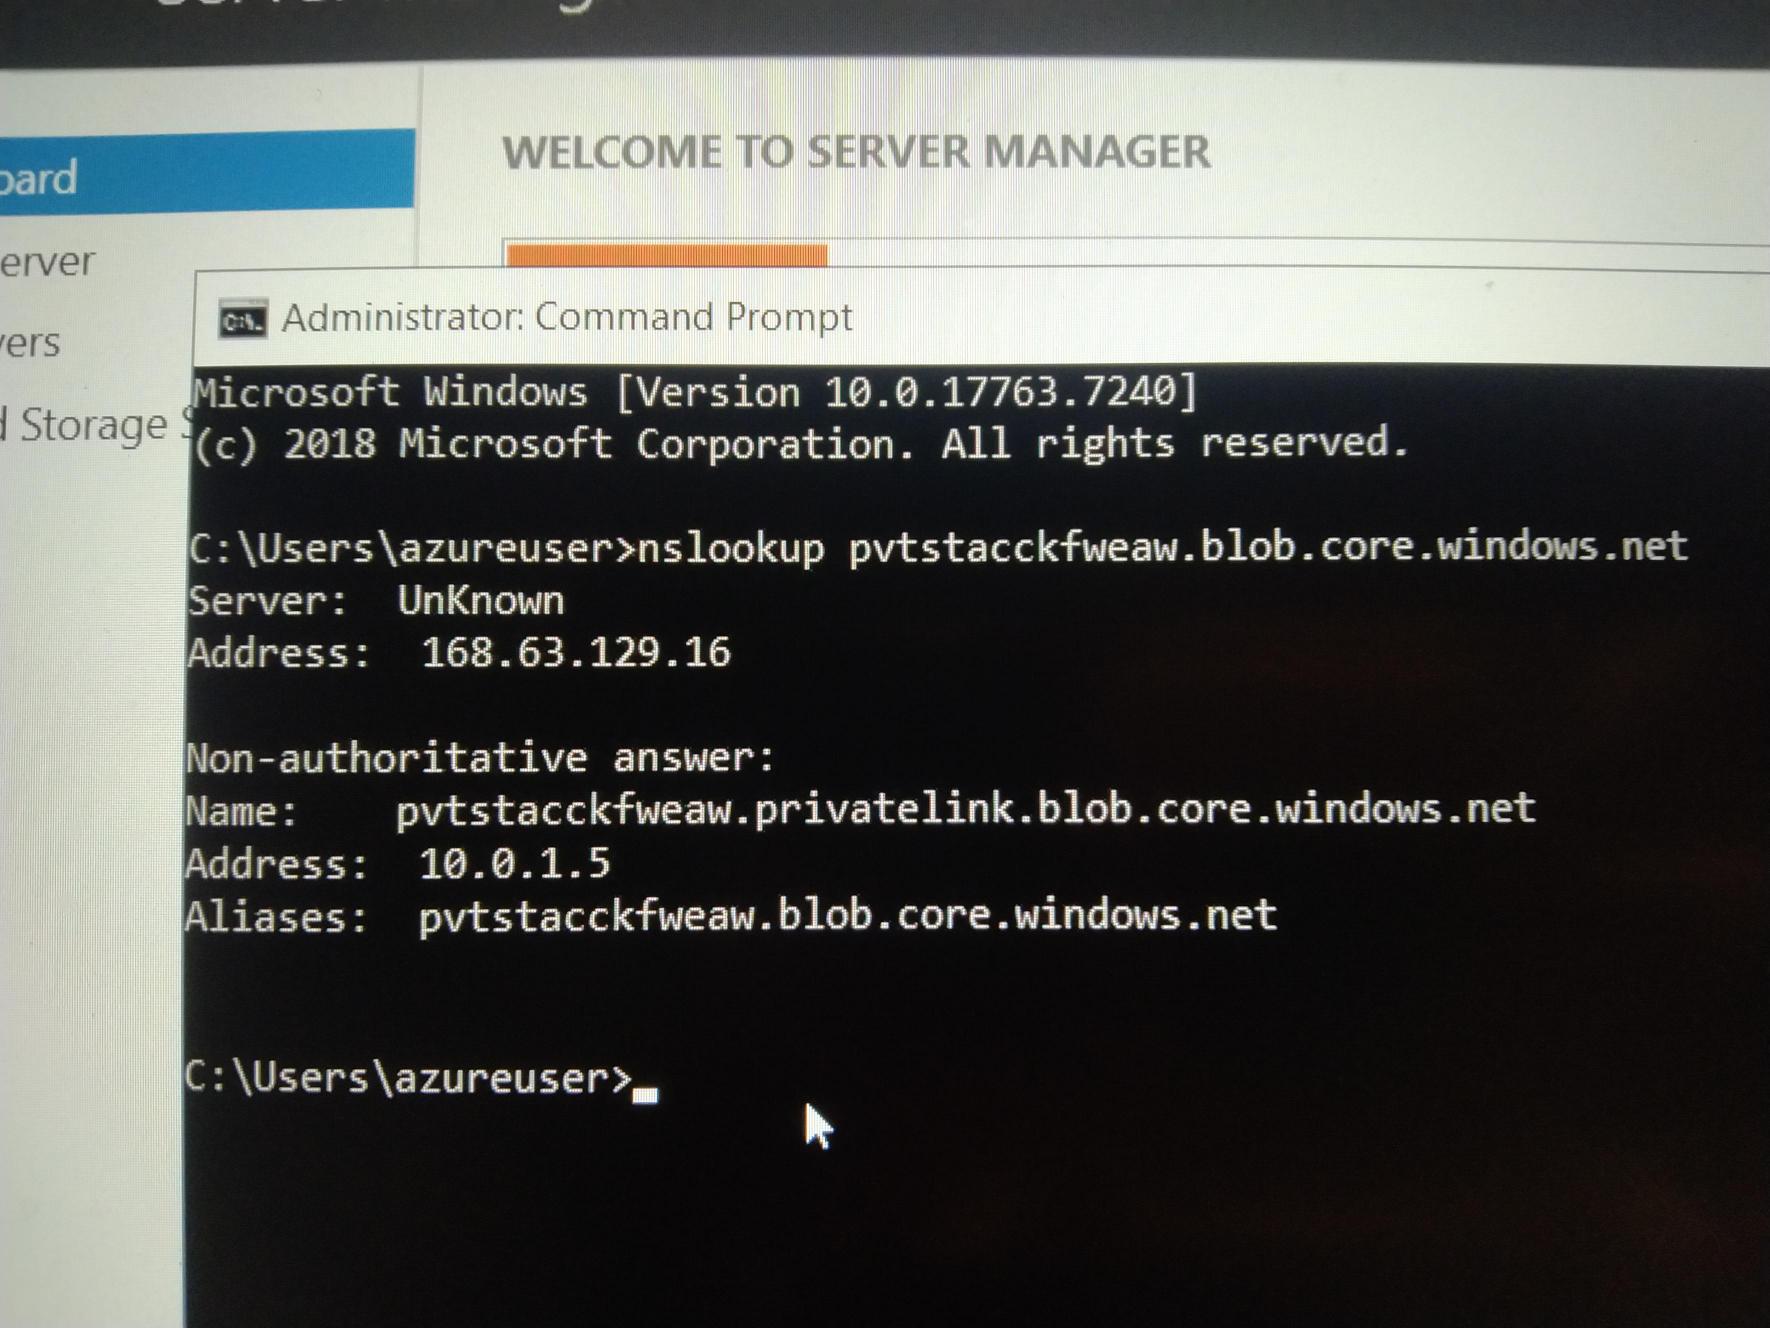 WELCOME TO SERVER MANAGER
Storage
Administrator: Command Prompt
Microsoft Windows [Version 10.0.17763.7240]
(c) 2018 Microsoft Corporation. All rights reserved.
C:\Users\azureuser>nslookup pvtstacckfweaw.blob.core.windows.net
Server:  UnKnown
Address:  168.63.129.16
Non-authoritative answer:
Name:    pvtstacckfweaw.privatelink.blob.core.windows.net
Address:  10.0.1.5
Aliases:  pvtstacckfweaw.blob.core.windows.net
C:\Users\azureuser>